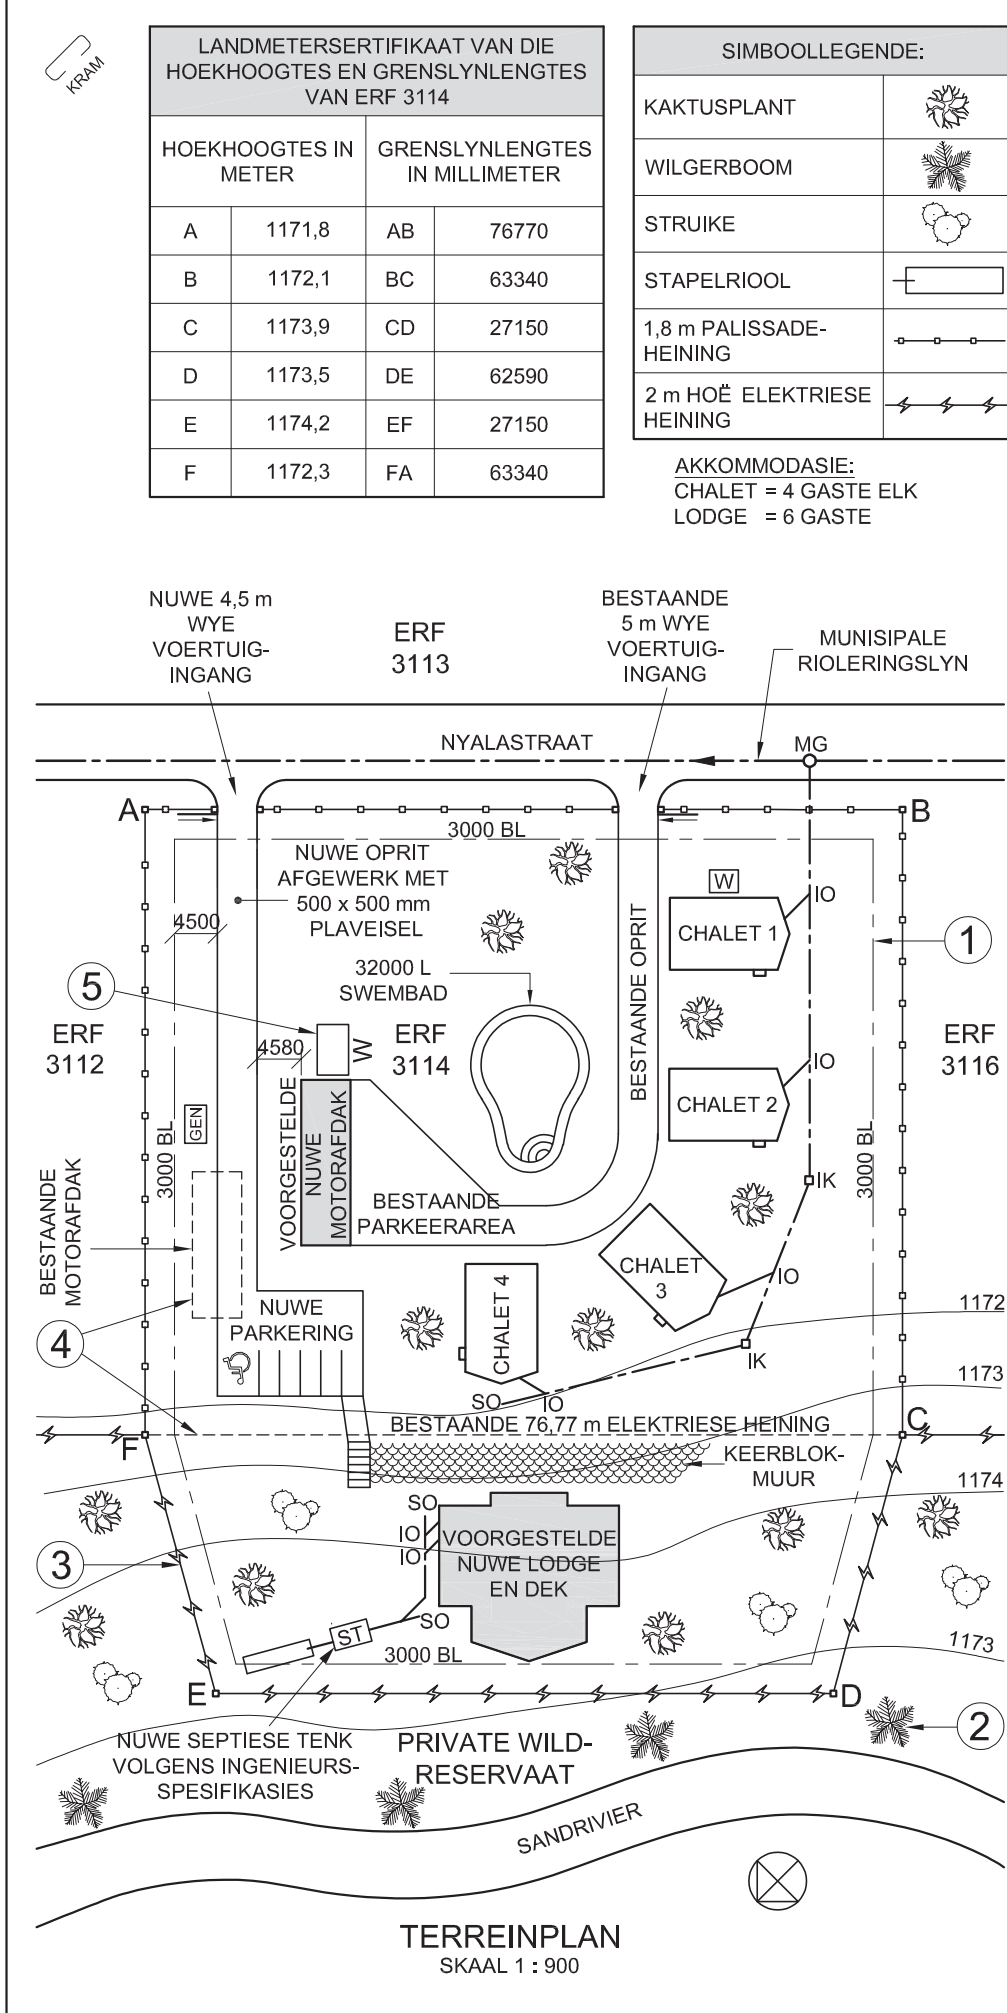 KRAM
LANDMETERSERTIFIKAAT VAN DIE
HOEKHOOGTES EN GRENSLYNLENGTES
VAN ERF 3114
HOEKHOOGTES IN
METER
GRENSLYNLENGTES
IN MILLIMETER
A 1171,8 AB 76770
B 1172,1 BC 63340
C 1173,9 CD 27150
D 1173,5 DE 62590
E 1174,2 EF 27150
F 1172,3 FA 63340
SIMBOOLLEGENDE:
KAKTUSPLANT
WILGERBOOM
STRUIKE
STAPELRIOOL
1,8 m PALISSADE-
HEINING
2 m HOË ELEKTRIESE
HEINING
AKKOMMODASIE:
CHALET = 4 GASTE ELK
LODGE = 6 GASTE
NUWE 4,5 m
WYE
VOERTUIG-
INGANG
ERF
3113
BESTAANDE
5 m WYE
VOERTUIG-
INGANG
MUNISIPALE
RIOLERINGSLYN
NYALASTRAAT
MG
A
B
3000 BL
NUWE OPRIT
AFGEWERK MET
500 x 500 mm
PLAVEISEL
4500
W
IO
CHALET 1
1
BESTAANDE OPRIT
32000 L
SWEMBAD
5
ERF
3112
4580
W
ERF
3114
ERF
3116
IO
CHALET 2
GEN
VOORGESTELDE
NUWE
MOTORAFDAK
3000 BL
3000 BL
BESTAANDE
MOTORAFDAK
BESTAANDE
PARKEERAREA
IK
CHALET
3
IO
CHALET 4
NUWE
PARKERING
1172
4
IK
1173
SO
IO
BESTAANDE 76,77 m ELEKTRIESE HEINING
F
C
KEERBLOK-
MUUR
1174
SO
IO
IO
VOORGESTELDE
NUWE LODGE
EN DEK
3
SO
ST
3000 BL
1173
E
D
2
NUWE SEPTIESE TENK
VOLGENS INGENIEURS-
SPESIFIKASIES
PRIVATE WILD-
RESERVAAT
SANDRIVIER
TERREINPLAN
SKAAL 1 : 900